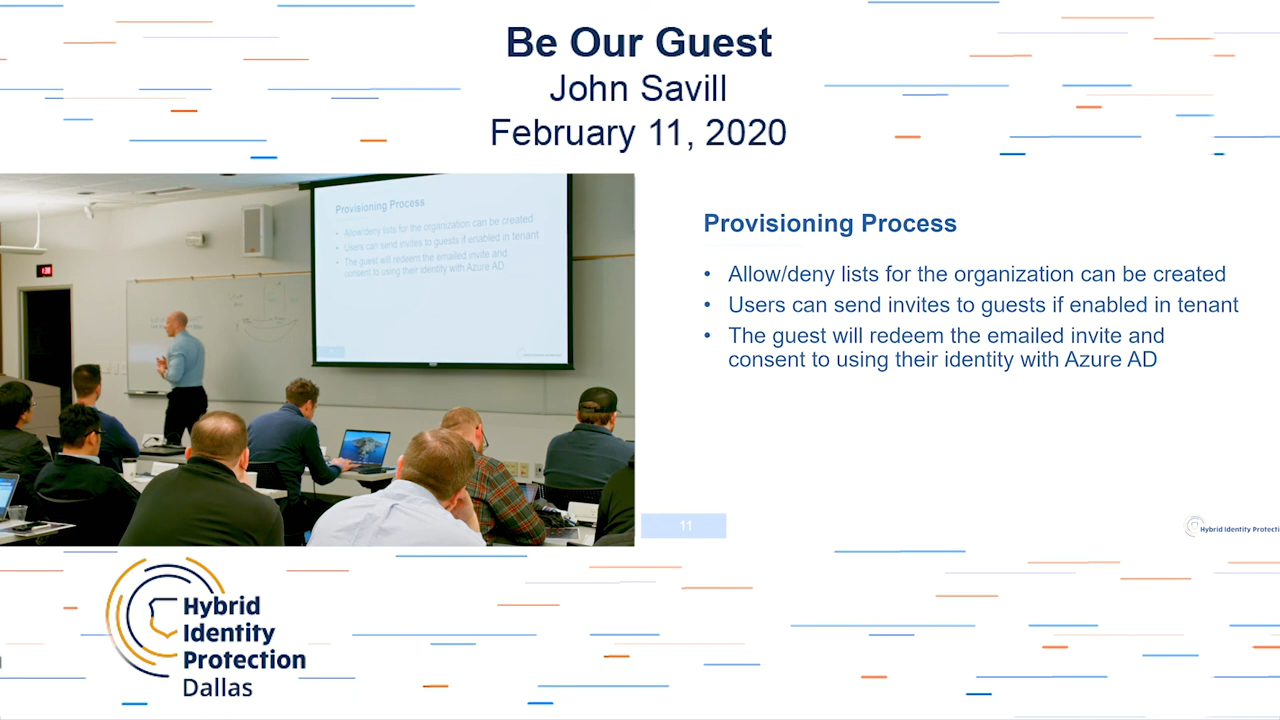 Be Our Guest
John Savill
February 11, 2020
Provisioning Process
• Allow/deny lists for the organization can be created
• Users can send invites to guests if enabled in tenant
• The guest will redeem the emailed invite and
consent to using their identity with Azure AD
Provisioning Process
• Allow/deny lists for the organization can be created
• Users can send invites to guests if enabled in tenant
• The guest will redeem the emailed invite and
consent to using their identity with Azure AD
11
Hybrid Identity Protecti
Hybrid
Identity
Protection
Dallas